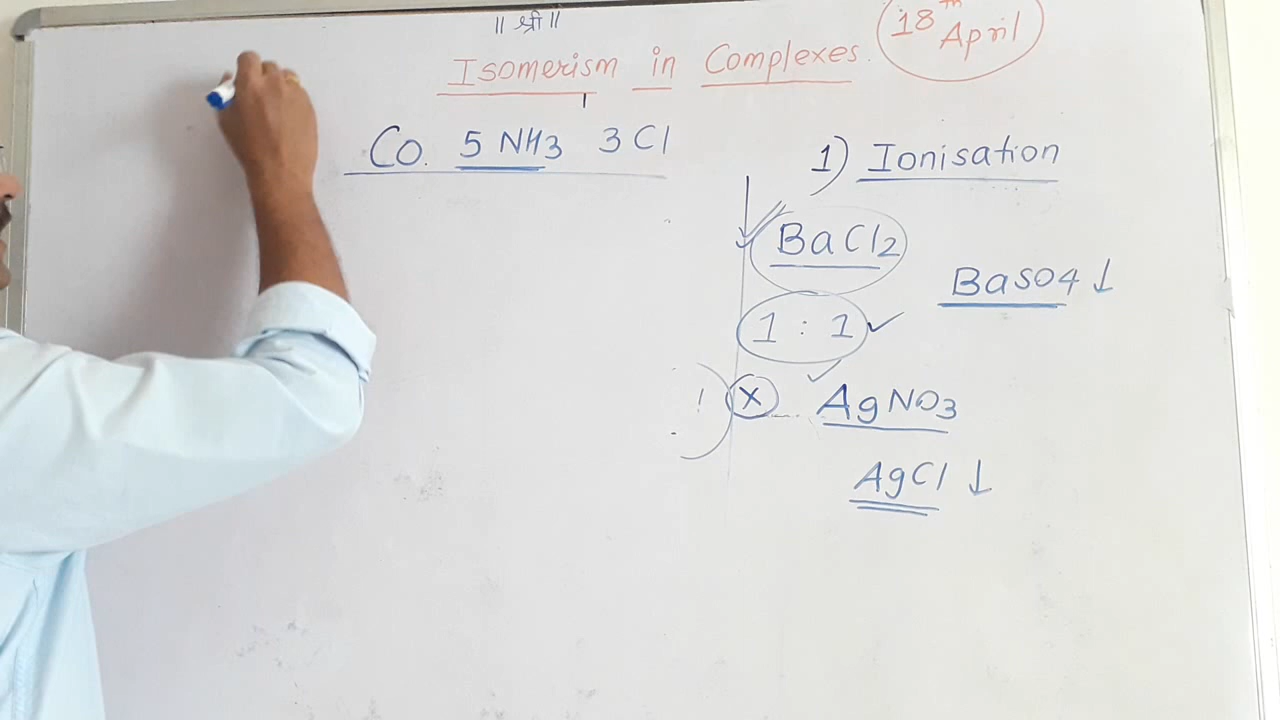 ॥ श्री ॥
Isomerism in Complexes.
18th April
Co. 5 NH3 3 Cl
1) Ionisation
BaCl2
BaSO4 ↓
1 : 1 ✓
! X ✓ AgNO3
AgCl ↓